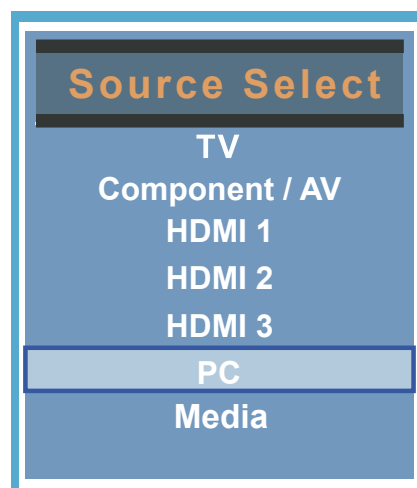 Source Select
TV
Component / AV
HDMI 1
HDMI 2
HDMI 3
PC
Media